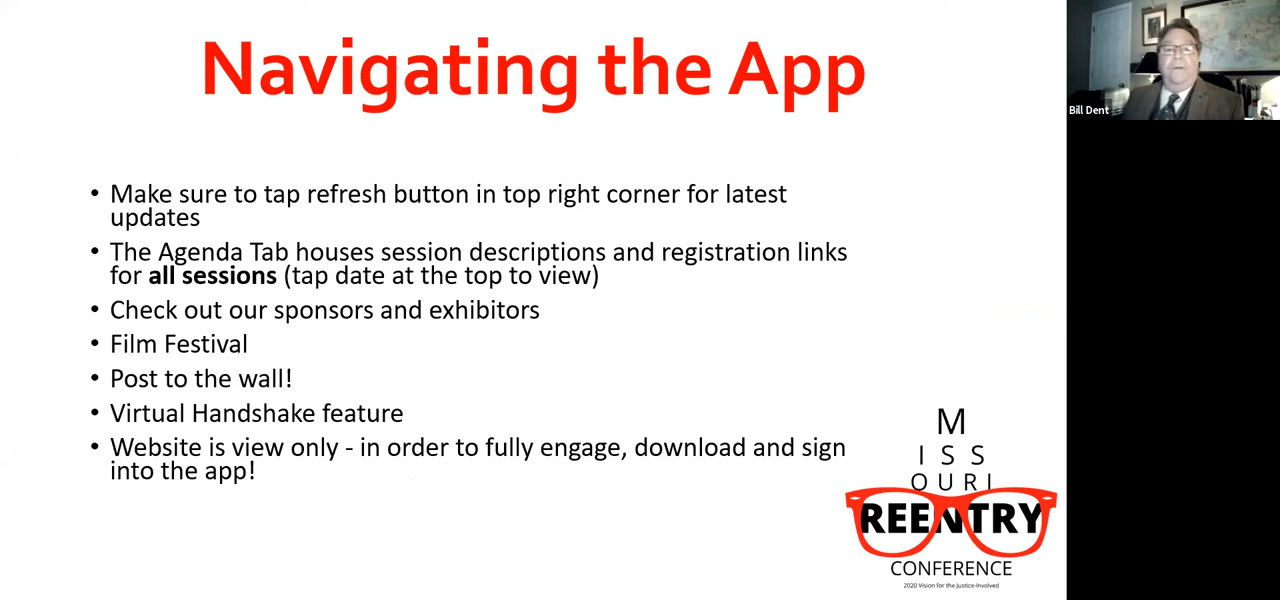 Navigating the App
• Make sure to tap refresh button in top right corner for latest
updates
• The Agenda Tab houses session descriptions and registration links
for all sessions (tap date at the top to view)
• Check out our sponsors and exhibitors
• Film Festival
• Post to the wall!
• Virtual Handshake feature
• Website is view only - in order to fully engage, download and sign
into the app!
M
ISS
OURI
REENTRY
CONFERENCE
2020 Vision for the Justice-Involved
Bill Dent